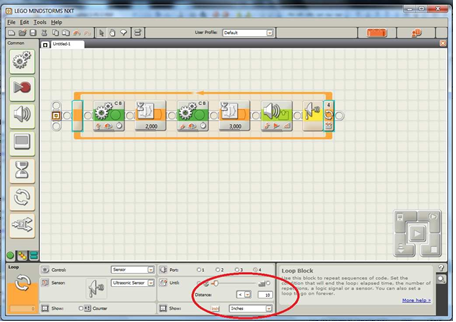 LEGO MINDSTORMS NXT
File Edit Tools Help
User Profile: Default
Common
Untitled-1
C B C B 4
2,000 3,000
Loop
Control: Sensor
Sensor: Ultrasonic Sensor
Show: Counter
Port: 1 2 3 4
Until:
Distance: < 10
Show: Inches
Loop Block
Use this block to repeat sequences of code. Set the
condition that will end the loop: elapsed time, the number of
repetitions, a logic signal or a sensor. You can also set a
loop to go on forever.
More help »